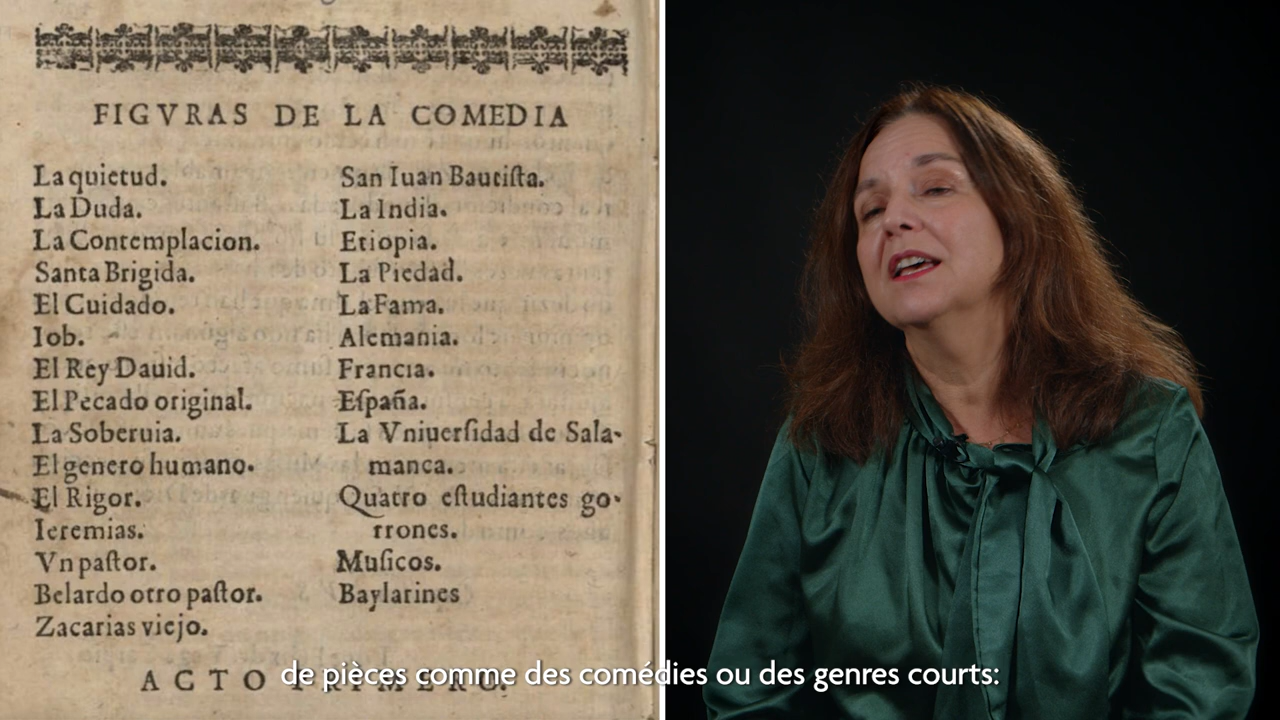 FIGVRAS DE LA COMEDIA
La quietud.
La Duda.
La Contemplacion.
Santa Brigida.
El Cuidado.
Iob.
El Rey Dauid.
El Pecado original.
La Soberuia.
El genero humano.
El Rigor.
Ieremias.
Vn paſtor.
Belardo otro paſtor.
Zacarias viejo.
San Iuan Bautiſta.
La India.
Etiopia.
La Piedad.
La Fama.
Alemania.
Francia.
Eſpaña.
La Vniuerſidad de Sala-
manca.
Quatro eſtudiantes go-
rrones.
Muſicos.
Baylarines
ACTO PRIMERO.
de pièces comme des comédies ou des genres courts: